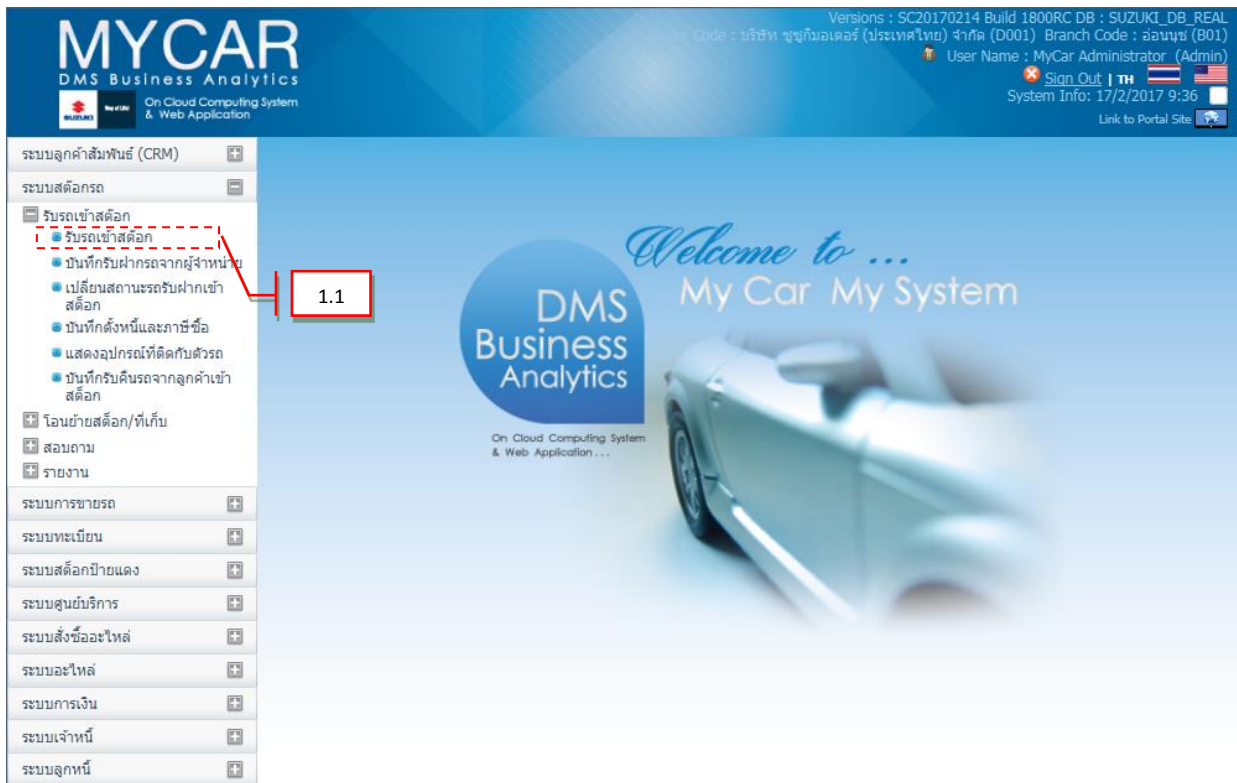 MYCAR
DMS Business Analytics
SUZUKI Way of Life!
On Cloud Computing System
& Web Application
Versions : SC20170214 Build 1800RC DB : SUZUKI_DB_REAL
Code : บริษัท ซูซูกิมอเตอร์ (ประเทศไทย) จำกัด (D001) Branch Code : อ่อนนุช (B01)
User Name : MyCar Administrator (Admin)
Sign Out | TH
System Info: 17/2/2017 9:36
Link to Portal Site
ระบบลูกค้าสัมพันธ์ (CRM)
ระบบสต๊อกรถ
รับรถเข้าสต๊อก
รับรถเข้าสต๊อก
บันทึกรับฝากรถจากผู้จำหน่าย
เปลี่ยนสถานะรถรับฝากเข้า
สต๊อก
บันทึกตั้งหนี้และภาษีซื้อ
แสดงอุปกรณ์ที่ติดกับตัวรถ
บันทึกรับคืนรถจากลูกค้าเข้า
สต๊อก
โอนย้ายสต๊อก/ที่เก็บ
สอบถาม
รายงาน
ระบบการขายรถ
ระบบทะเบียน
ระบบสต๊อกป้ายแดง
ระบบศูนย์บริการ
ระบบสั่งซื้ออะไหล่
ระบบอะไหล่
ระบบการเงิน
ระบบเจ้าหนี้
ระบบลูกหนี้
1.1
Welcome to ...
My Car My System
DMS
Business
Analytics
On Cloud Computing System
& Web Application . . .